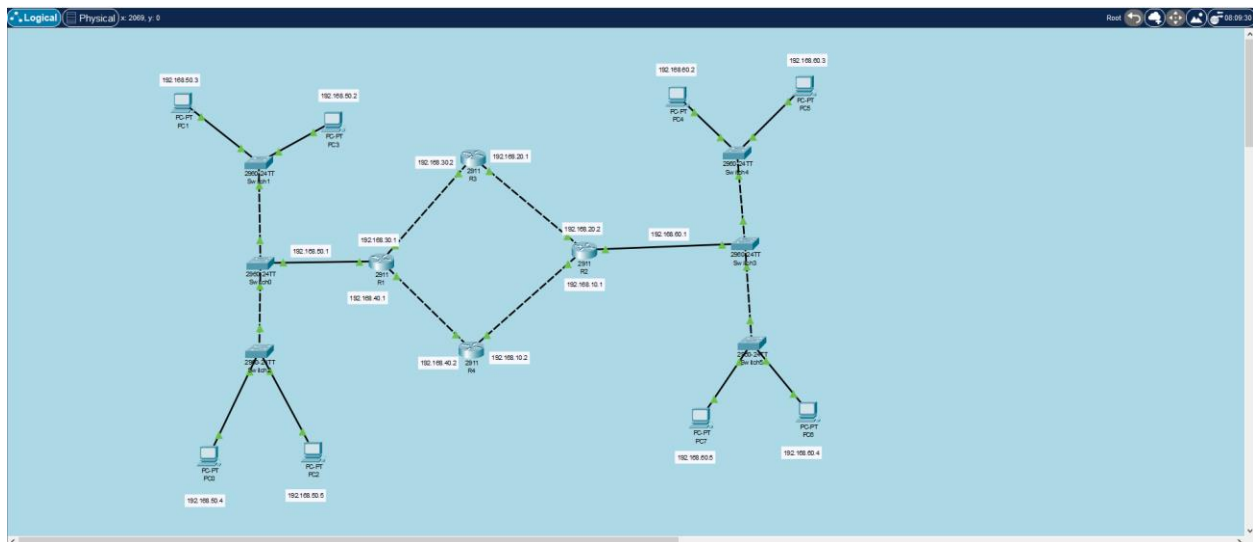 Logical
Physical x: 2069, y: 0
Root
08:09:30
192.168.50.3
PC-PT
PC1
192.168.50.2
PC-PT
PC3
2960-24TT
Switch1
192.168.50.1
2960-24TT
Switch0
2960-24TT
PC-PT
PC0
192.168.50.4
PC-PT
PC2
192.168.50.5
192.168.30.1
2911
R1
192.168.40.1
192.168.30.2
192.168.20.1
2911
R3
192.168.40.2
192.168.10.2
2911
R4
192.168.20.2
2911
R2
192.168.10.1
192.168.60.1
192.168.60.2
PC-PT
PC4
192.168.60.3
PC-PT
PC5
2960-24TT
Switch4
2960-24TT
Switch3
2960-24TT
Switch5
PC-PT
PC7
192.168.60.5
PC-PT
PC6
192.168.60.4